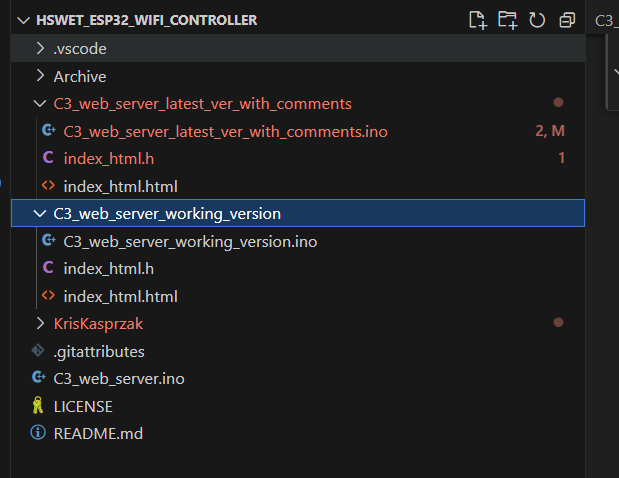 HSWET_ESP32_WIFI_CONTROLLER
C3_
.vscode
Archive
C3_web_server_latest_ver_with_comments
C3_web_server_latest_ver_with_comments.ino 2, M
index_html.h 1
index_html.html
C3_web_server_working_version
C3_web_server_working_version.ino
index_html.h
index_html.html
KrisKasprzak
.gitattributes
C3_web_server.ino
LICENSE
README.md